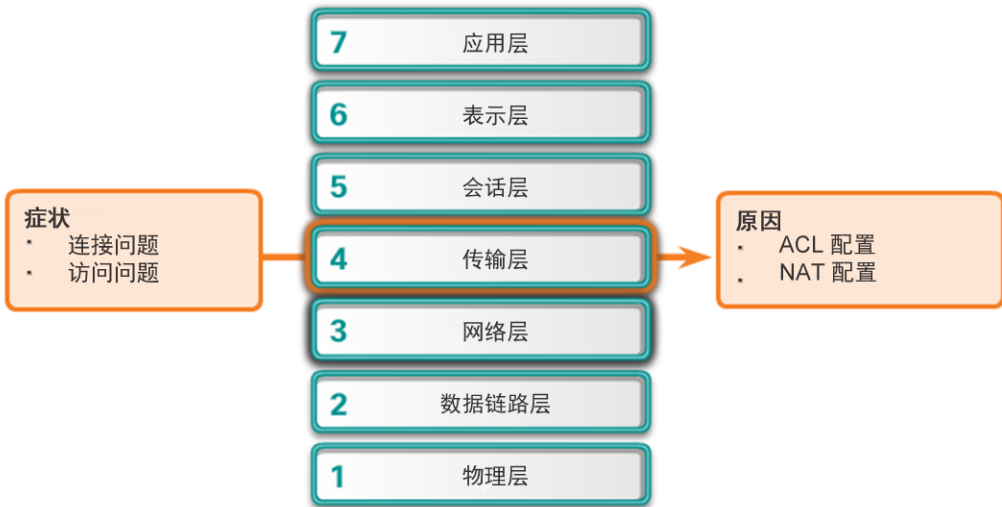 7 应用层
6 表示层
5 会话层
症状
· 连接问题
· 访问问题
4 传输层
原因
· ACL 配置
· NAT 配置
3 网络层
2 数据链路层
1 物理层